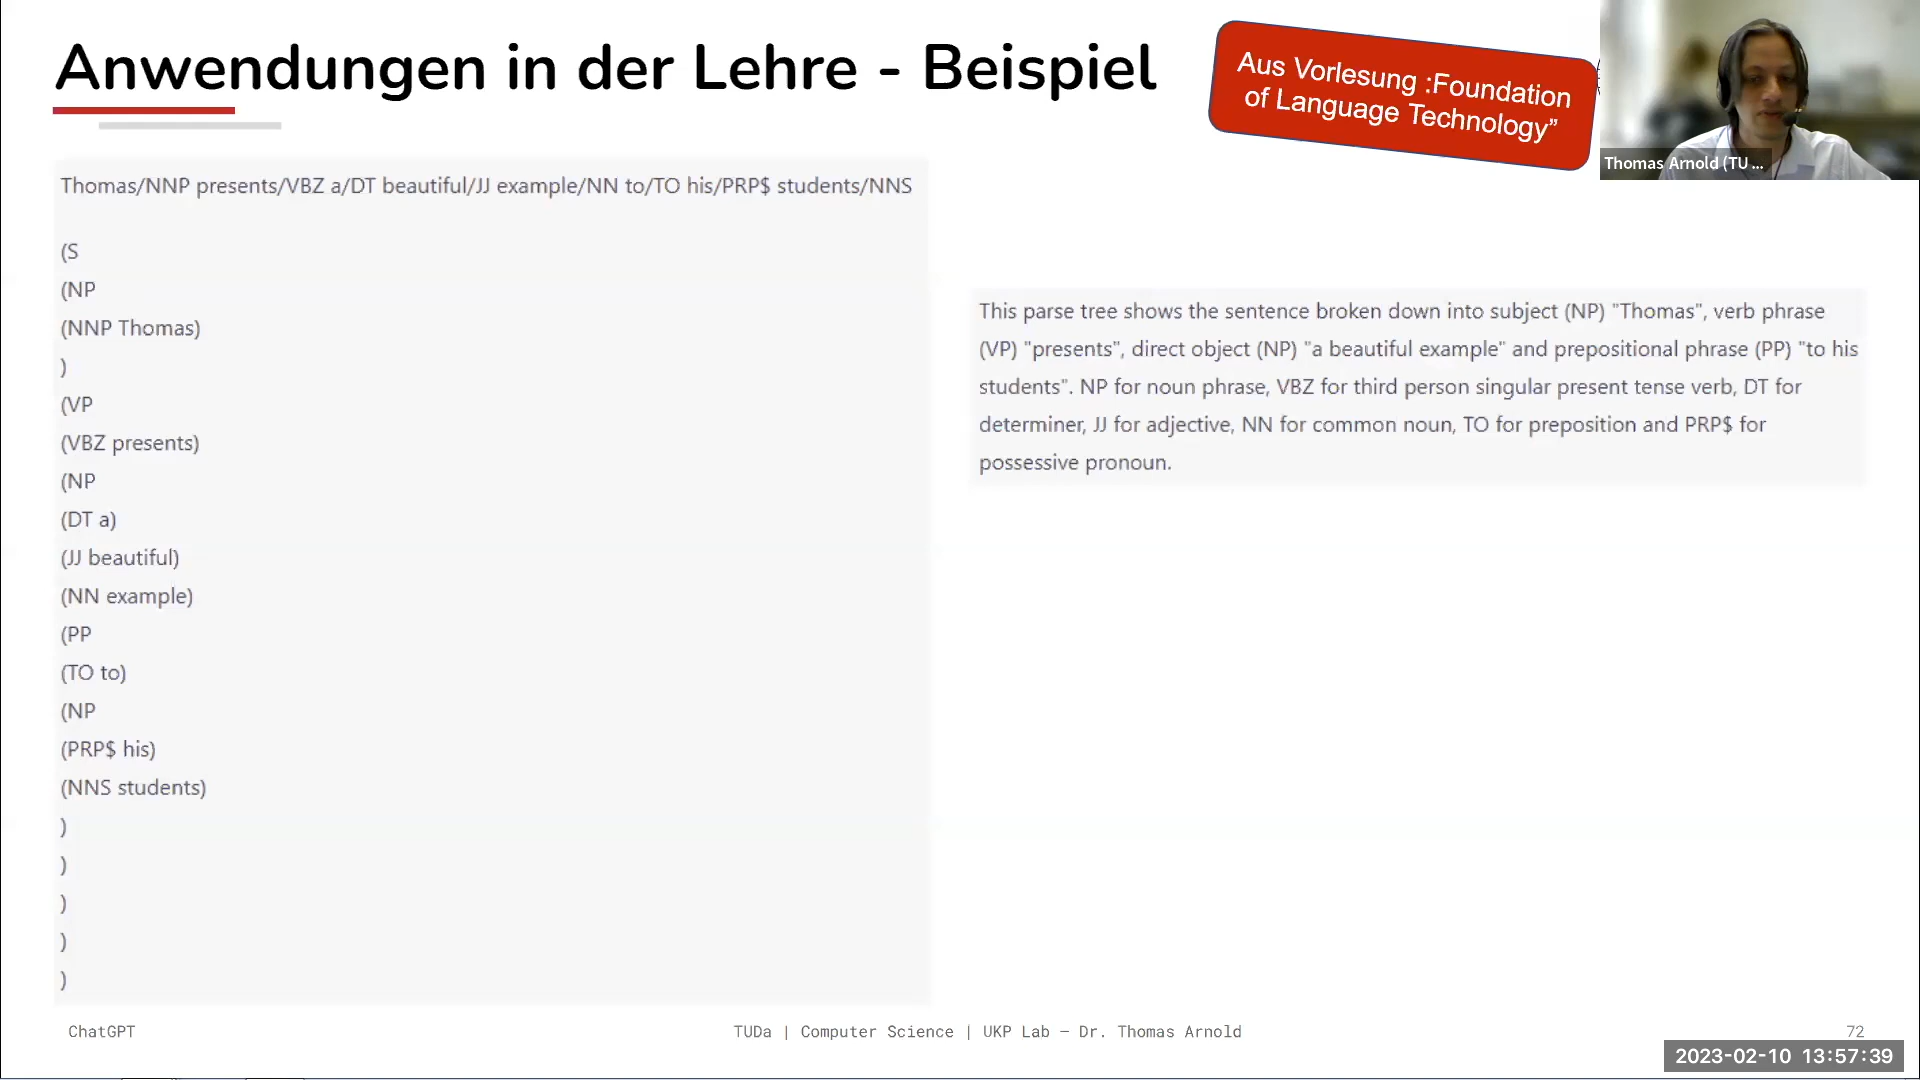 Anwendungen in der Lehre - Beispiel
Aus Vorlesung :Foundation
of Language Technology”
Thomas Arnold (TU ...
Thomas/NNP presents/VBZ a/DT beautiful/JJ example/NN to/TO his/PRP$ students/NNS
(S
(NP
(NNP Thomas)
)
(VP
(VBZ presents)
(NP
(DT a)
(JJ beautiful)
(NN example)
(PP
(TO to)
(NP
(PRP$ his)
(NNS students)
)
)
)
)
)
This parse tree shows the sentence broken down into subject (NP) "Thomas", verb phrase
(VP) "presents", direct object (NP) "a beautiful example" and prepositional phrase (PP) "to his
students". NP for noun phrase, VBZ for third person singular present tense verb, DT for
determiner, JJ for adjective, NN for common noun, TO for preposition and PRP$ for
possessive pronoun.
ChatGPT
TUDa | Computer Science | UKP Lab – Dr. Thomas Arnold
72
2023-02-10 13:57:39